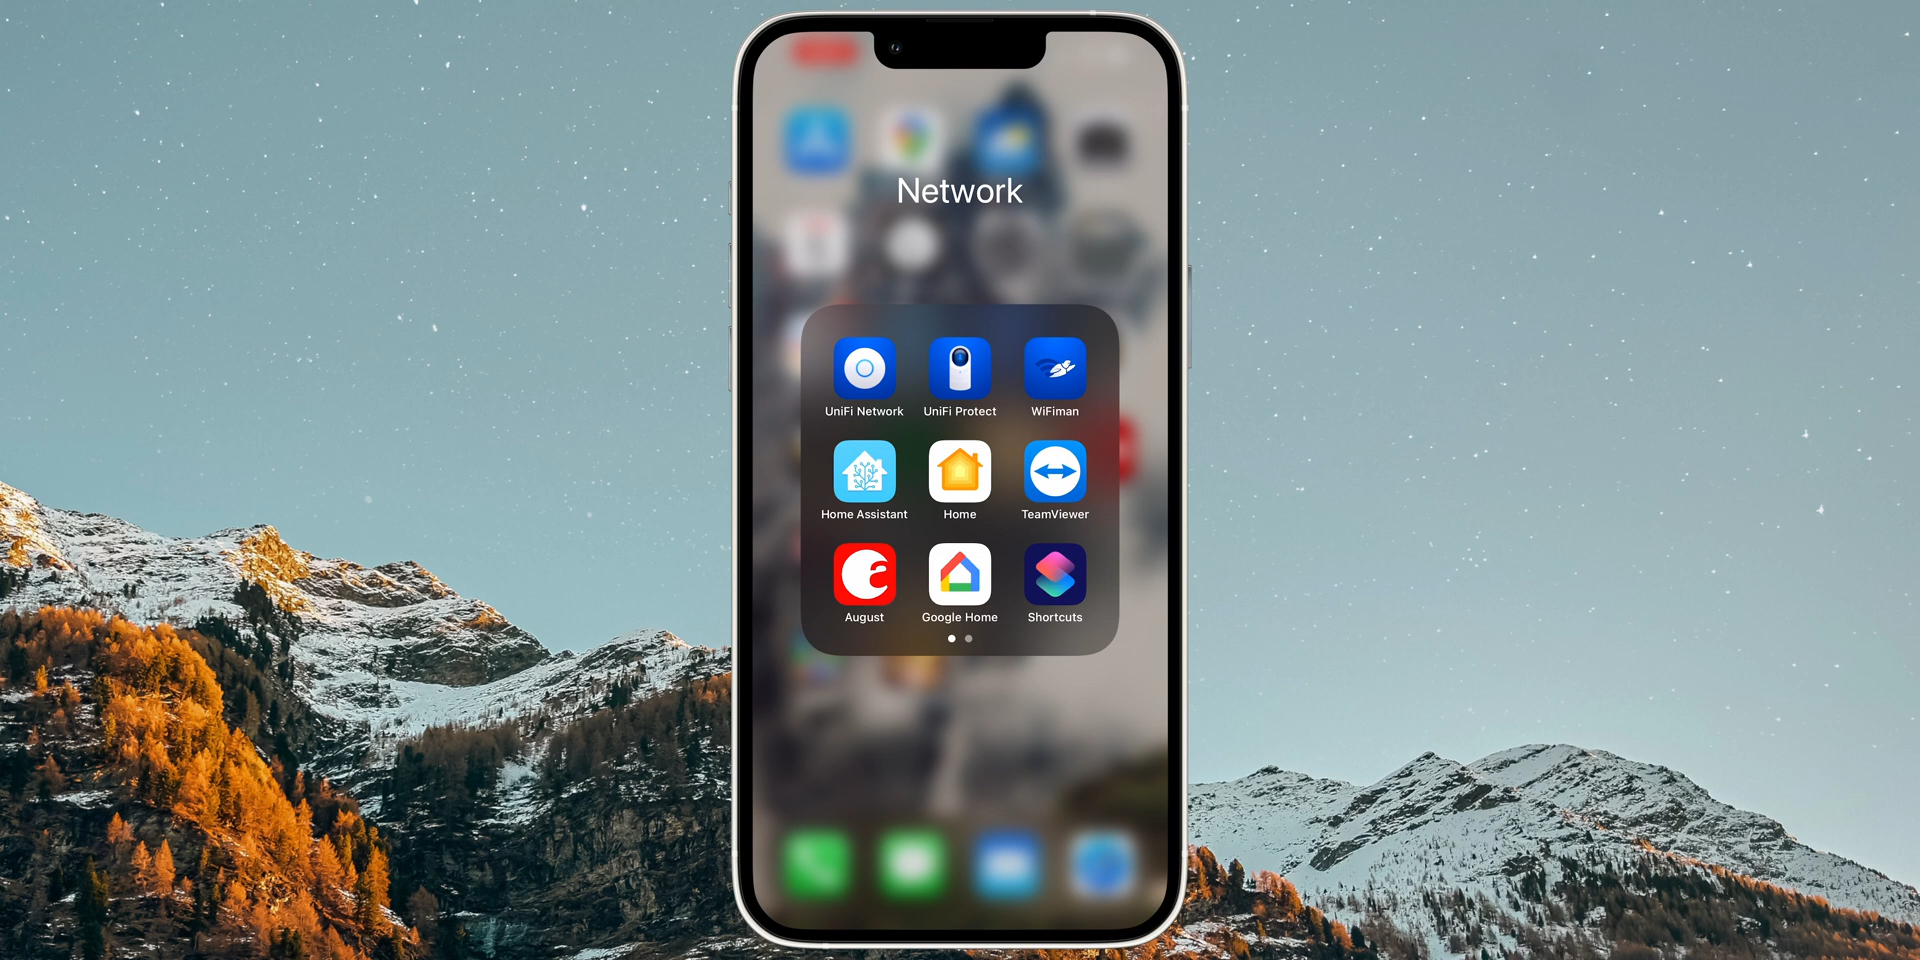 Network
UniFi Network UniFi Protect WiFiman
Home Assistant Home TeamViewer
August Google Home Shortcuts